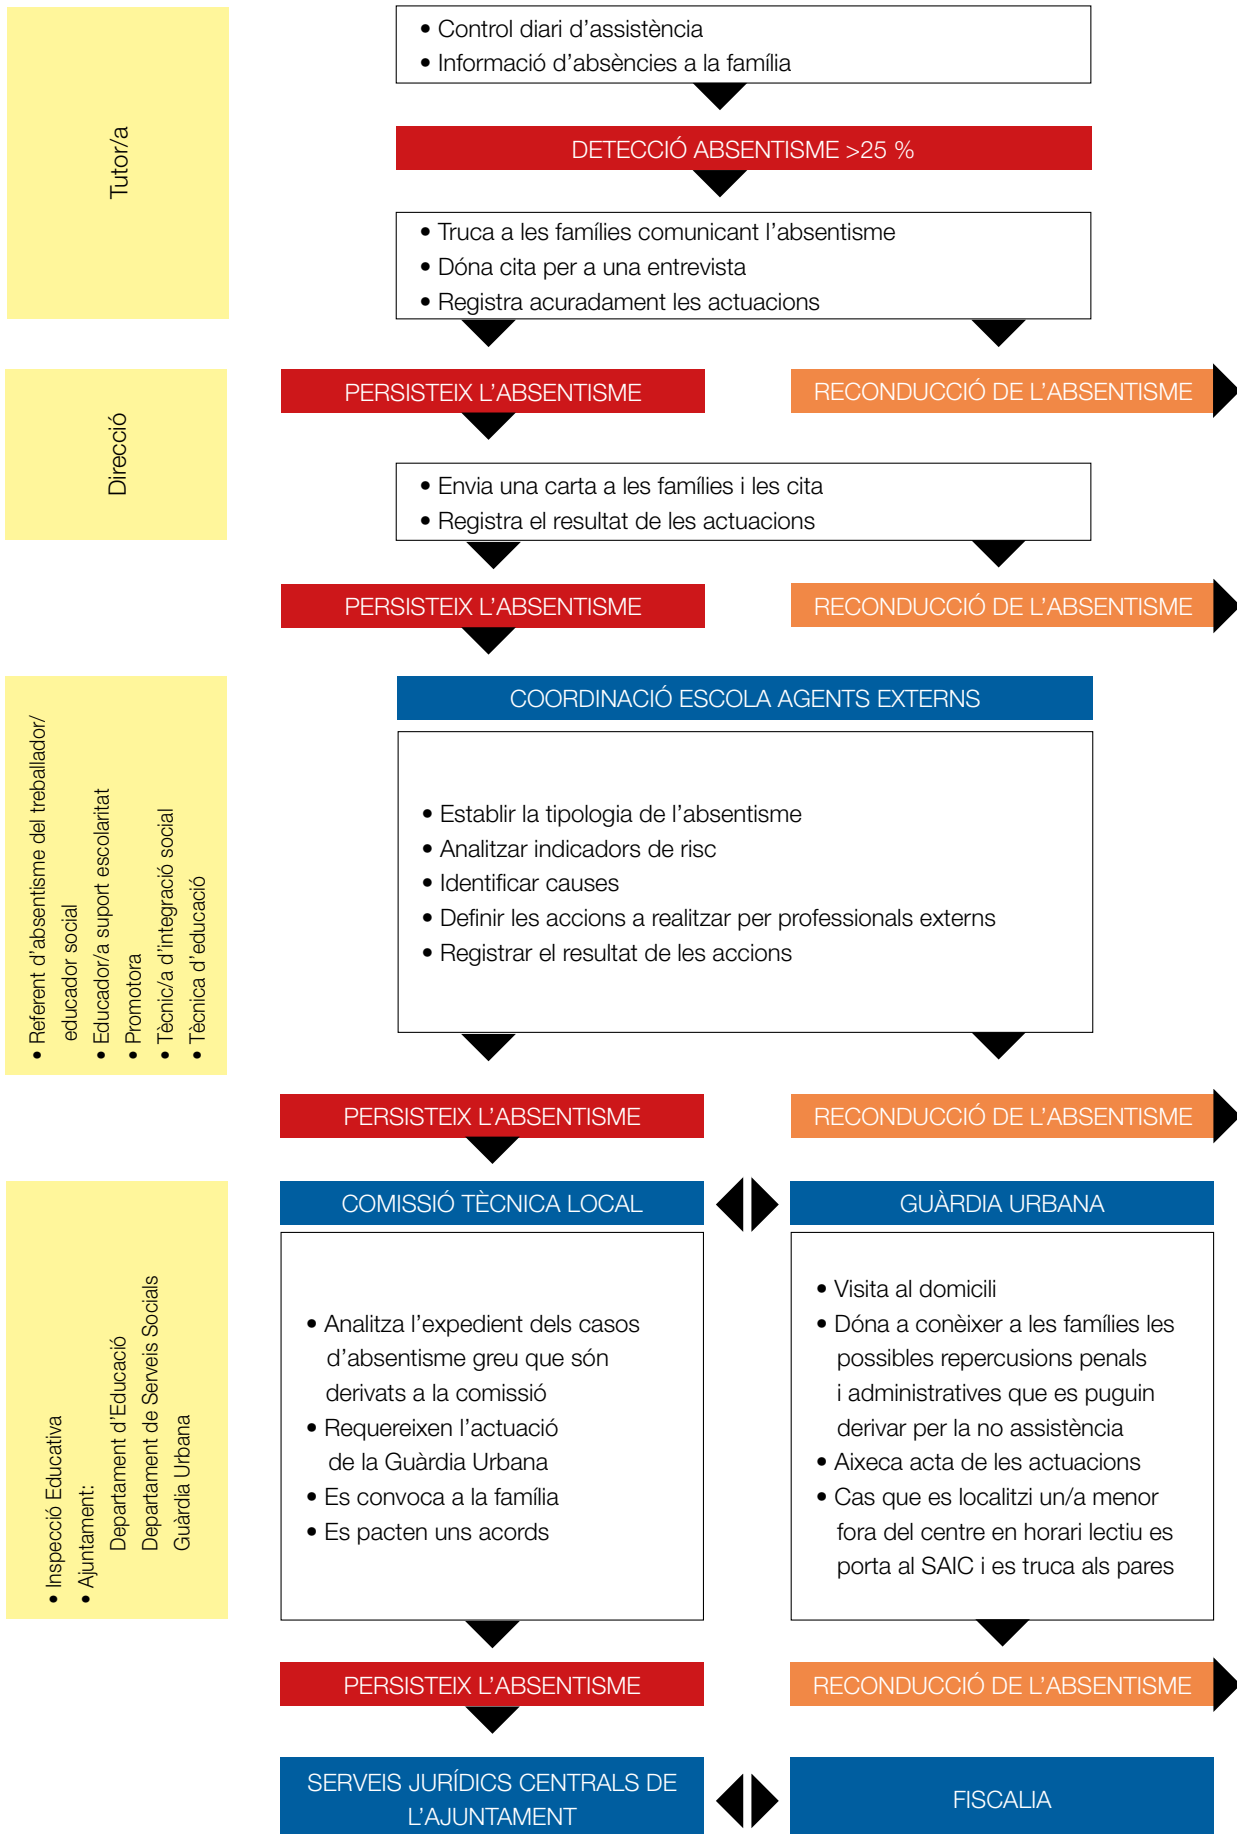 Tutor/a
• Control diari d’assistència
• Informació d’absències a la família
DETECCIÓ ABSENTISME >25 %
• Truca a les famílies comunicant l’absentisme
• Dóna cita per a una entrevista
• Registra acuradament les actuacions
PERSISTEIX L’ABSENTISME
RECONDUCCIÓ DE L’ABSENTISME
Direcció
• Envia una carta a les famílies i les cita
• Registra el resultat de les actuacions
PERSISTEIX L’ABSENTISME
RECONDUCCIÓ DE L’ABSENTISME
• Referent d’absentisme del treballador/
educador social
• Educador/a suport escolaritat
• Promotora
• Tècnic/a d’integració social
• Tècnica d’educació
COORDINACIÓ ESCOLA AGENTS EXTERNS
• Establir la tipologia de l’absentisme
• Analitzar indicadors de risc
• Identificar causes
• Definir les accions a realitzar per professionals externs
• Registrar el resultat de les accions
PERSISTEIX L’ABSENTISME
RECONDUCCIÓ DE L’ABSENTISME
• Inspecció Educativa
• Ajuntament:
Departament d’Educació
Departament de Serveis Socials
Guàrdia Urbana
COMISSIÓ TÈCNICA LOCAL
• Analitza l’expedient dels casos
d’absentisme greu que són
derivats a la comissió
• Requereixen l’actuació
de la Guàrdia Urbana
• Es convoca a la família
• Es pacten uns acords
GUÀRDIA URBANA
• Visita al domicili
• Dóna a conèixer a les famílies les
possibles repercusions penals
i administratives que es puguin
derivar per la no assistència
• Aixeca acta de les actuacions
• Cas que es localitzi un/a menor
fora del centre en horari lectiu es
porta al SAIC i es truca als pares
PERSISTEIX L’ABSENTISME
RECONDUCCIÓ DE L’ABSENTISME
SERVEIS JURÍDICS CENTRALS DE
L’AJUNTAMENT
FISCALIA